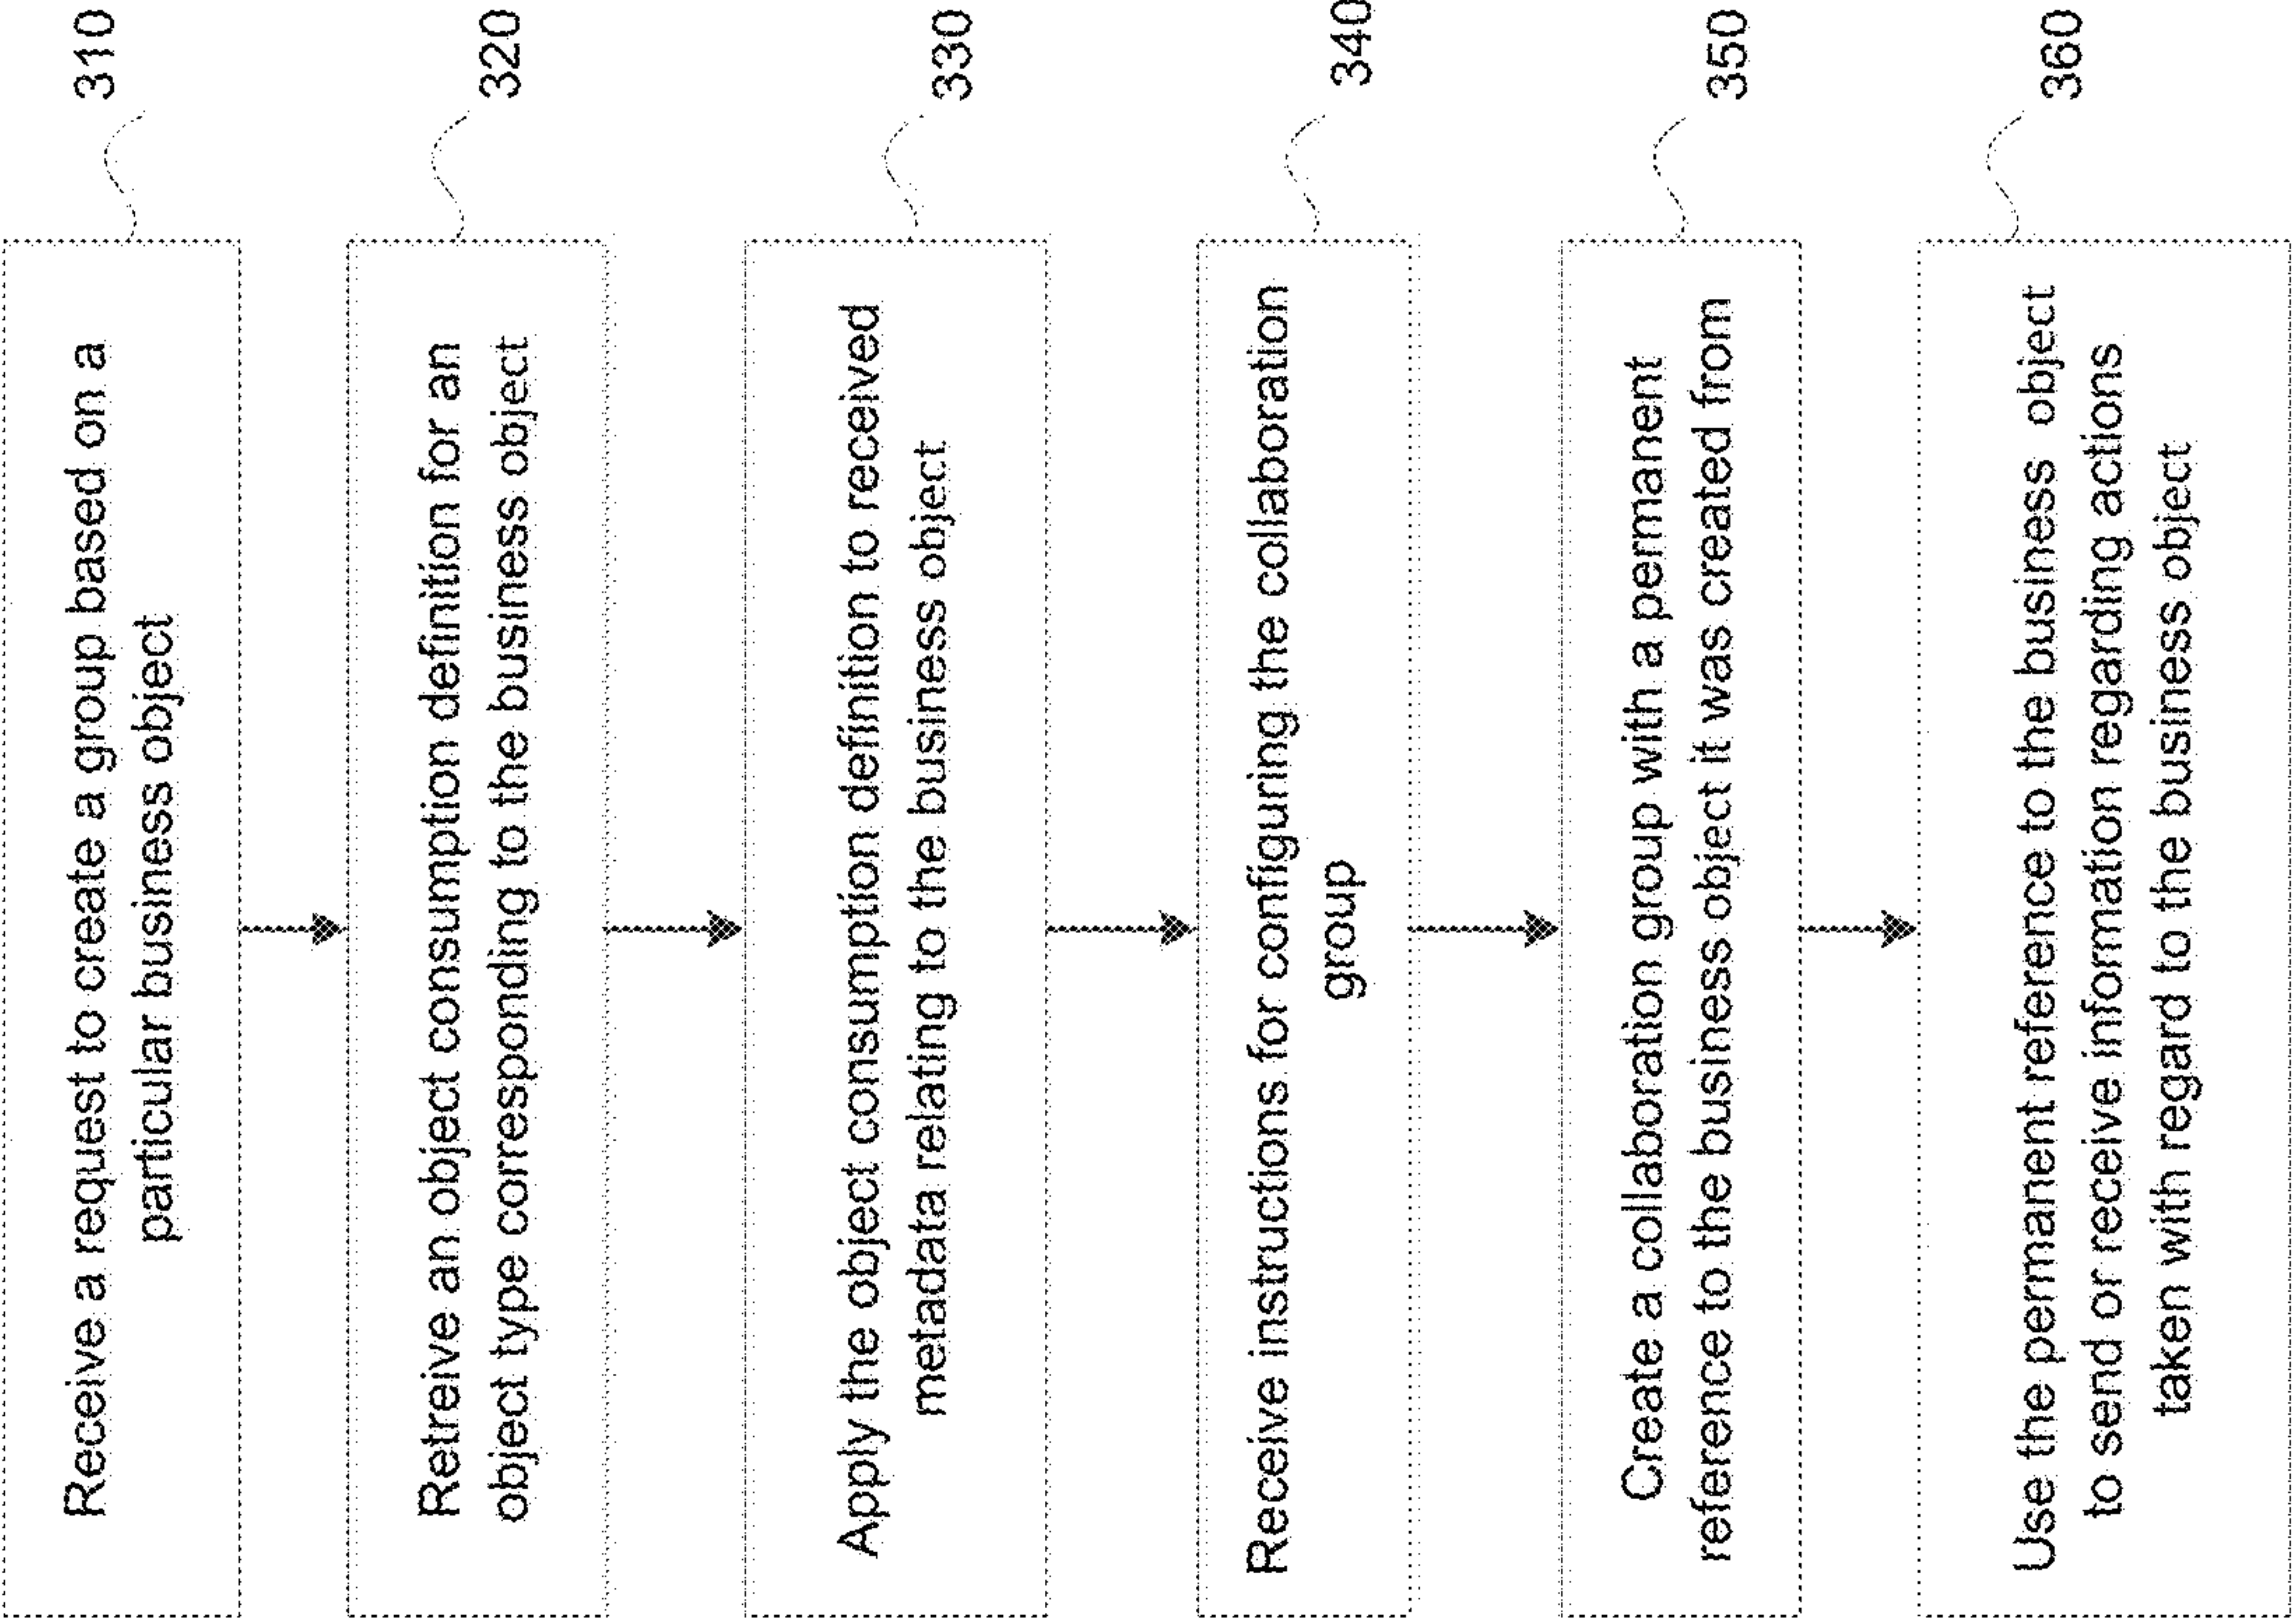 Receive a request to create a group based on a
particular business object
310
Retreive an object consumption definition for an
object type corresponding to the business object
320
Apply the object consumption definition to received
metadata relating to the business object
330
Receive instructions for configuring the collaboration
group
340
Create a collaboration group with a permanent
reference to the business object it was created from
350
Use the permanent reference to the business object
to send or receive information regarding actions
taken with regard to the business object
360